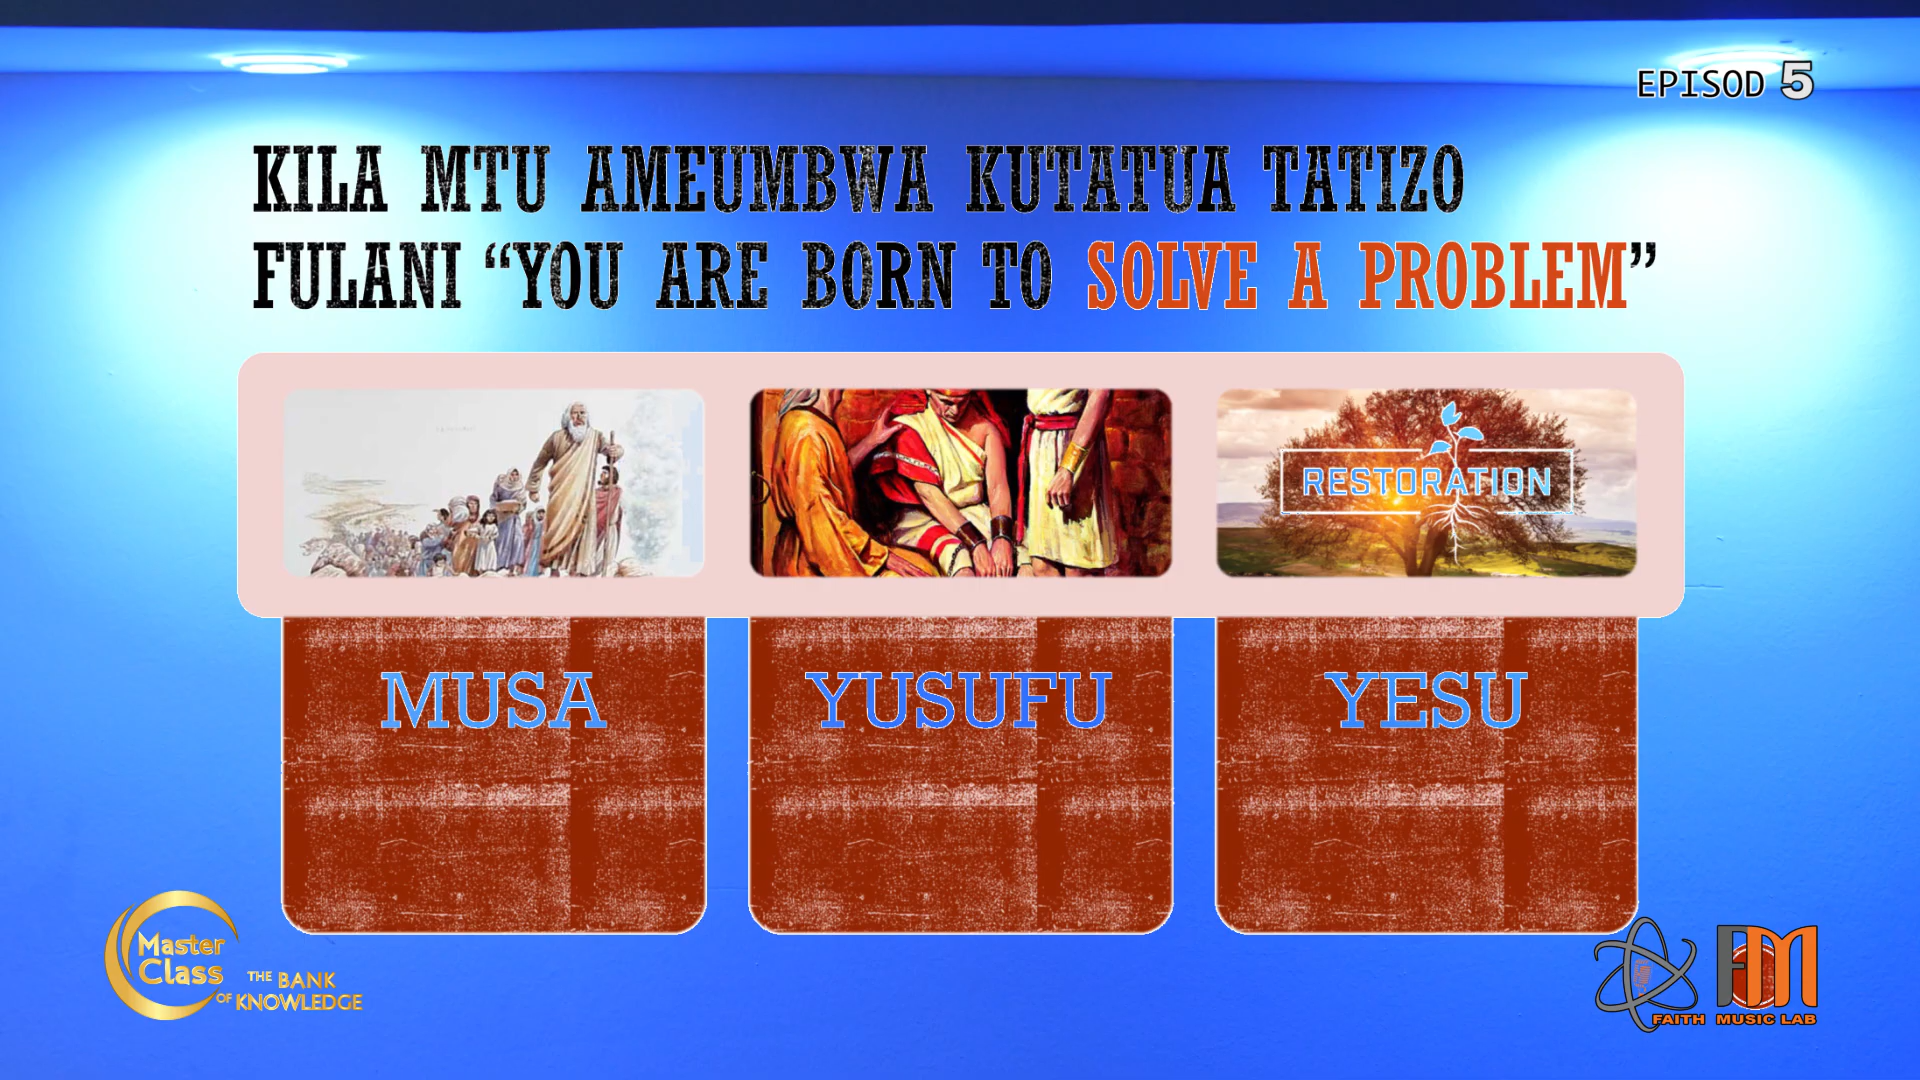 EPISOD 5
KILA MTU AMEUMBWA KUTATUA TATIZO
FULANI “YOU ARE BORN TO SOLVE A PROBLEM”
RESTORATION
MUSA
YUSUFU
YESU
Master
Class
THE BANK
OF KNOWLEDGE
FM
FAITH MUSIC LAB